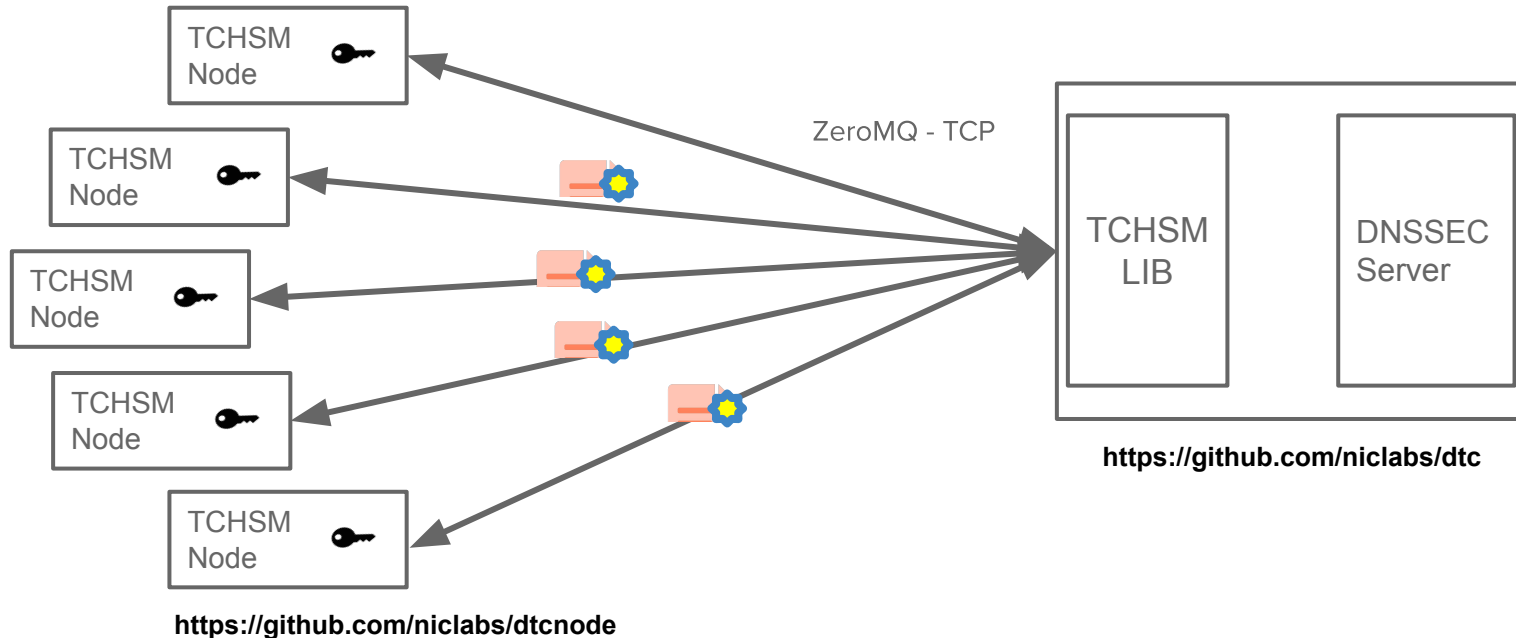 TCHSM
Node
TCHSM
Node
TCHSM
Node
TCHSM
Node
TCHSM
Node
https://github.com/niclabs/dtcnode
ZeroMQ - TCP
TCHSM
LIB
DNSSEC
Server
https://github.com/niclabs/dtc